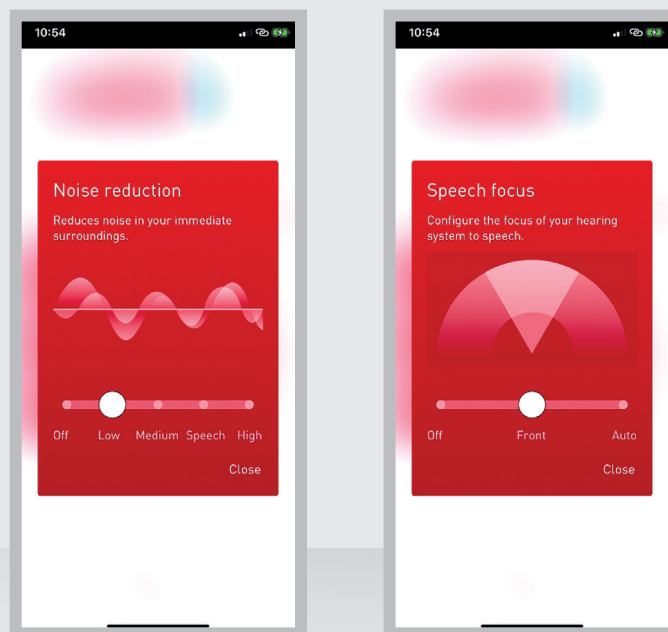 10:54
Noise reduction
Reduces noise in your immediate
surroundings.
Off Low Medium Speech High
Close
10:54
Speech focus
Configure the focus of your hearing
system to speech.
Off Front Auto
Close